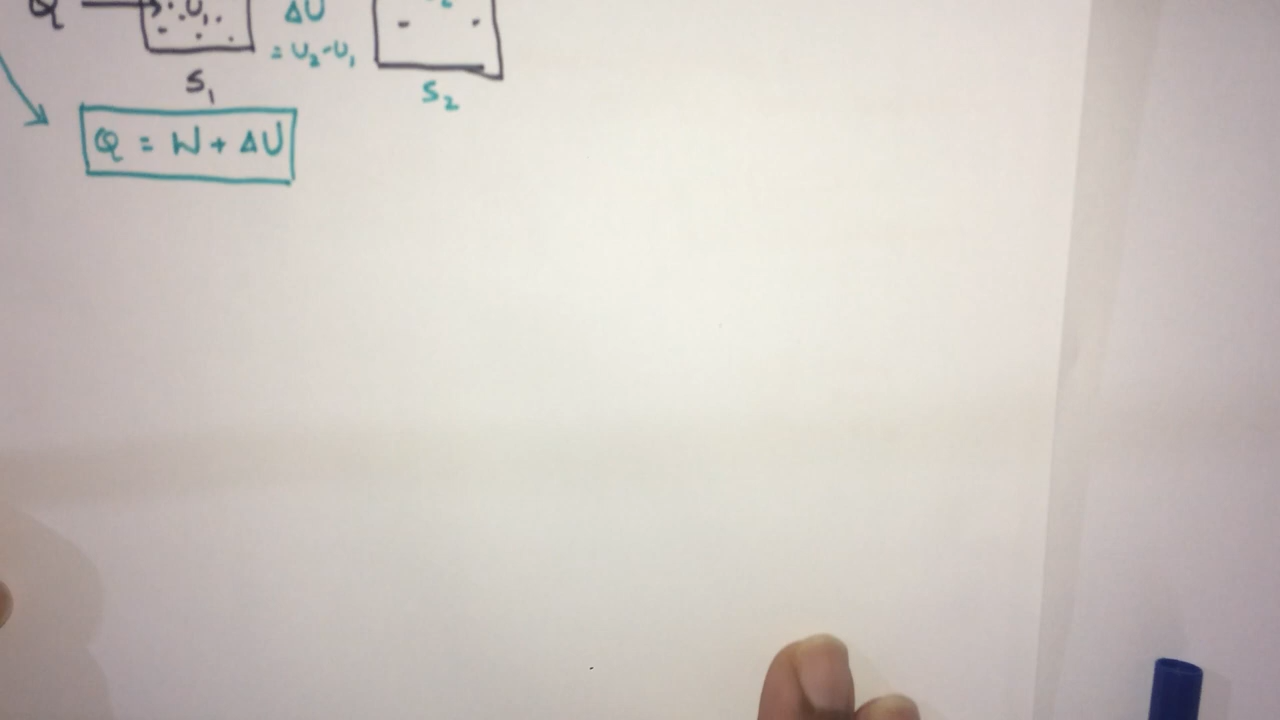 Q U₁ ΔU
= U₂-U₁
S₁ S₂
Q = W + ΔU